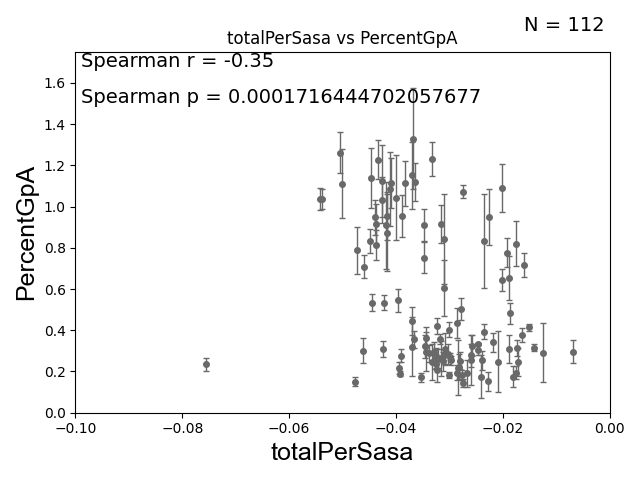 N = 112
totalPerSasa vs PercentGpA
Spearman r = -0.35
Spearman p = 0.0001716444702057677
PercentGpA
1.6
1.4
1.2
1.0
0.8
0.6
0.4
0.2
0.0
−0.10 −0.08 −0.06 −0.04 −0.02 0.00
totalPerSasa